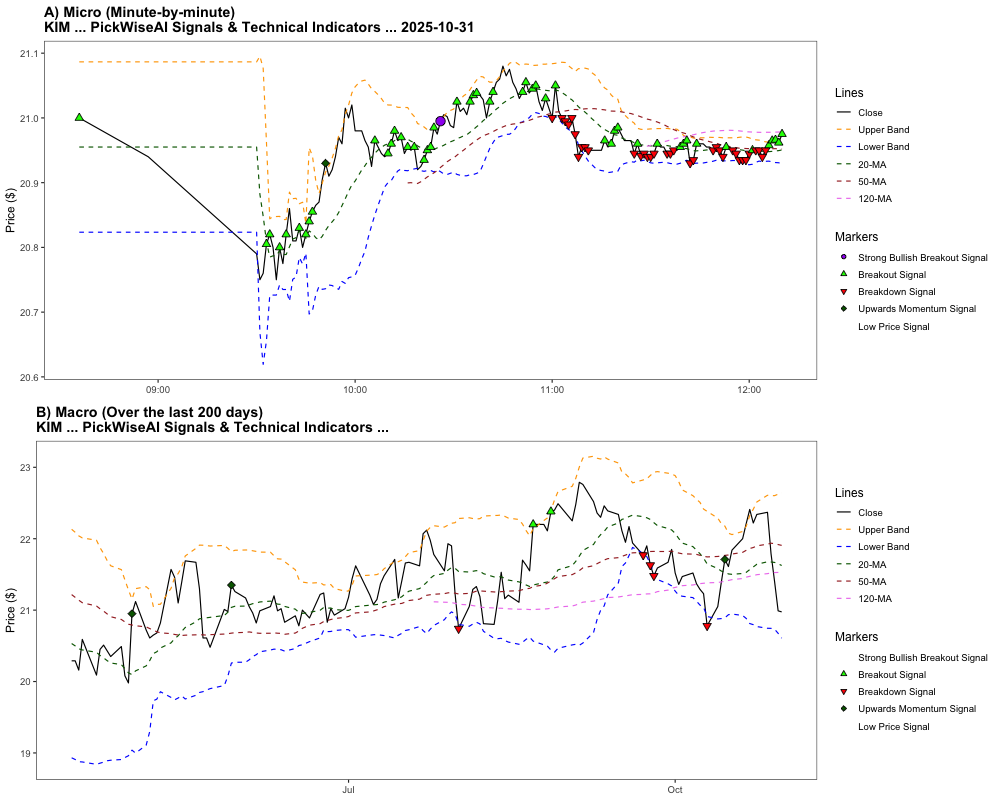 A) Micro (Minute-by-minute)
KIM ... PickWiseAI Signals & Technical Indicators ... 2025-10-31
Price ($)
21.1
21.0
20.9
20.8
20.7
20.6
09:00
10:00
11:00
12:00
Lines
Close
Upper Band
Lower Band
20-MA
50-MA
120-MA
Markers
Strong Bullish Breakout Signal
Breakout Signal
Breakdown Signal
Upwards Momentum Signal
Low Price Signal
B) Macro (Over the last 200 days)
KIM ... PickWiseAI Signals & Technical Indicators ...
Price ($)
23
22
21
20
19
Jul
Oct
Lines
Close
Upper Band
Lower Band
20-MA
50-MA
120-MA
Markers
Strong Bullish Breakout Signal
Breakout Signal
Breakdown Signal
Upwards Momentum Signal
Low Price Signal